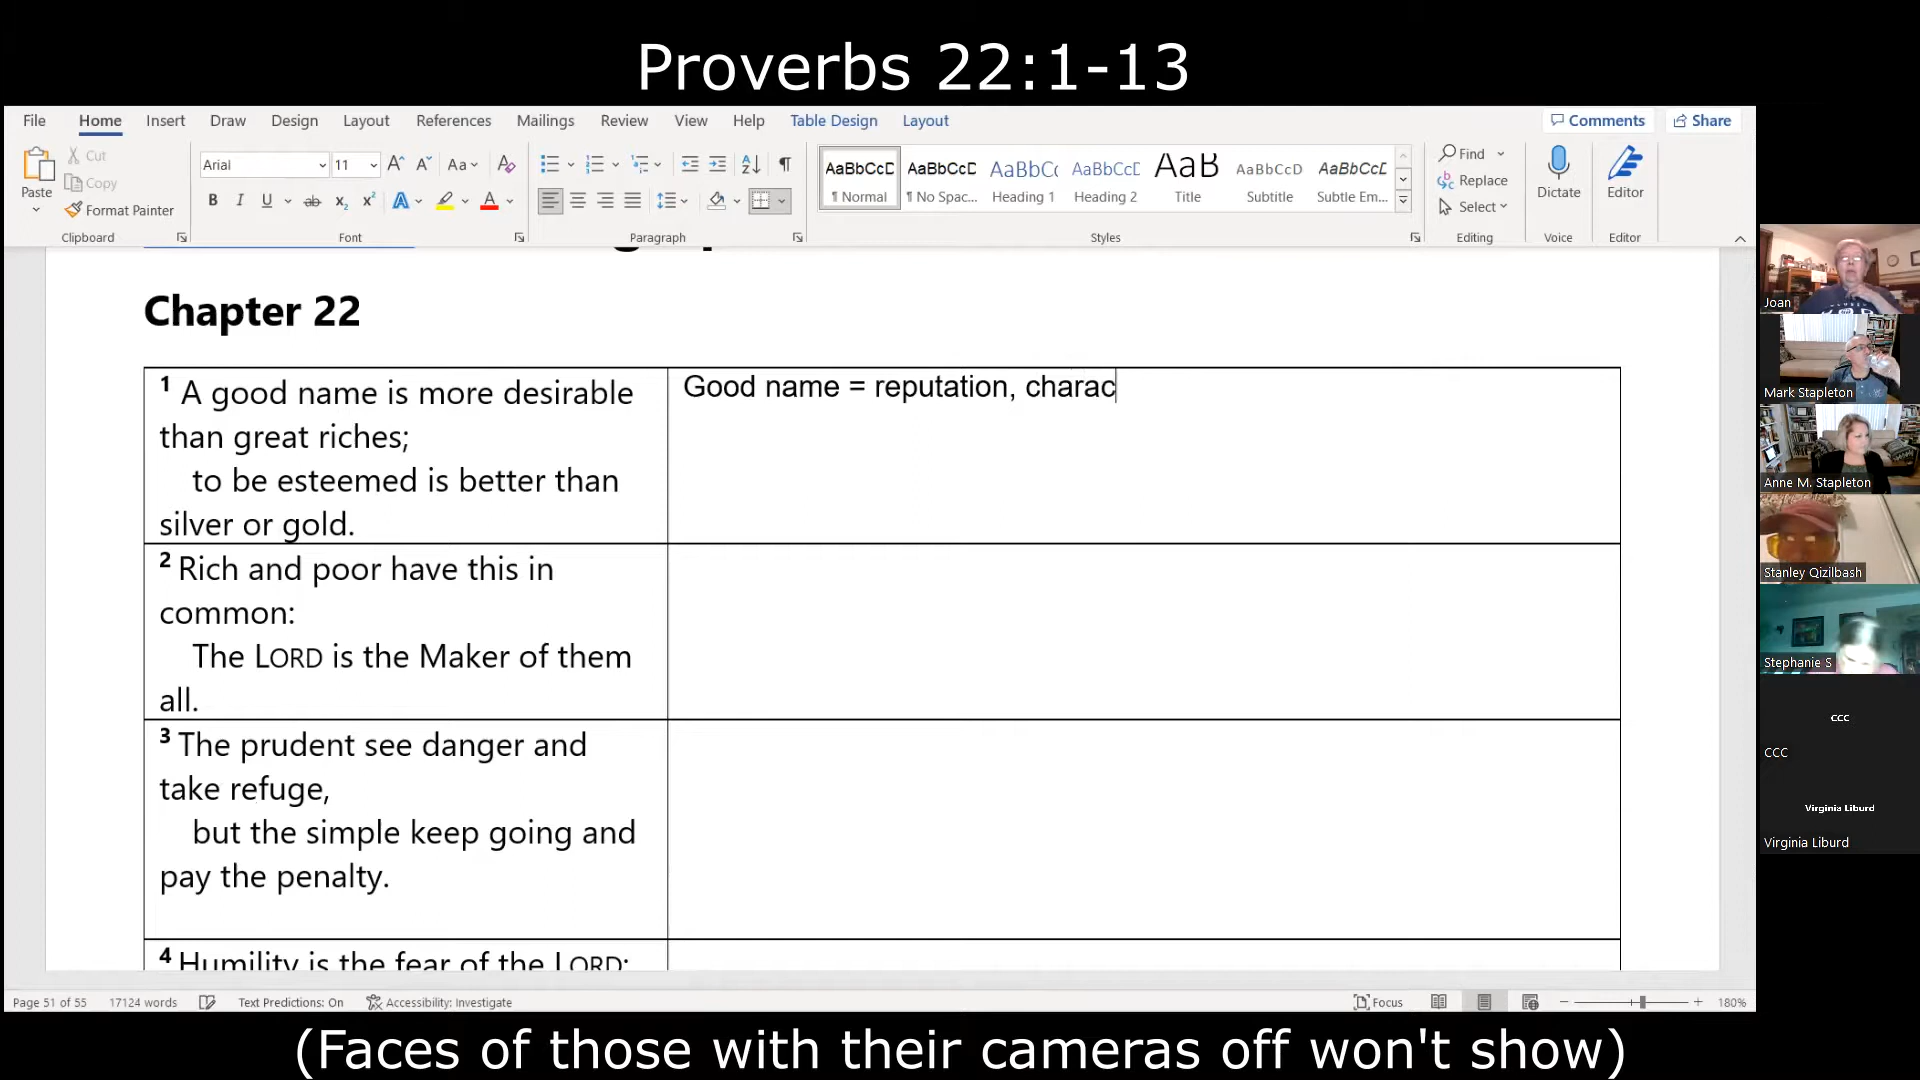 Proverbs 22:1-13
File Home Insert Draw Design Layout References Mailings Review View Help Table Design Layout Comments Share
Paste
Cut
Copy
Format Painter
Clipboard
Arial 11
Font
Paragraph
AaBbCcD AaBbCcD AaBbCc AaBbCcD AaB AaBbCcD AaBbCcD
¶ Normal ¶ No Spac... Heading 1 Heading 2 Title Subtitle Subtle Em...
Styles
Find
Replace
Select
Editing
Dictate
Voice
Editor
Editor
Chapter 22
1 A good name is more desirable
than great riches;
to be esteemed is better than
silver or gold.
Good name = reputation, charac
2 Rich and poor have this in
common:
The LORD is the Maker of them
all.
3 The prudent see danger and
take refuge,
but the simple keep going and
pay the penalty.
4 Humility is the fear of the LORD;
Page 51 of 55 17124 words Text Predictions: On Accessibility: Investigate Focus 180%
Joan
Mark Stapleton
Anne M. Stapleton
Stanley Qizilbash
Stephanie S
CCC
CCC
Virginia Liburd
Virginia Liburd
(Faces of those with their cameras off won't show)